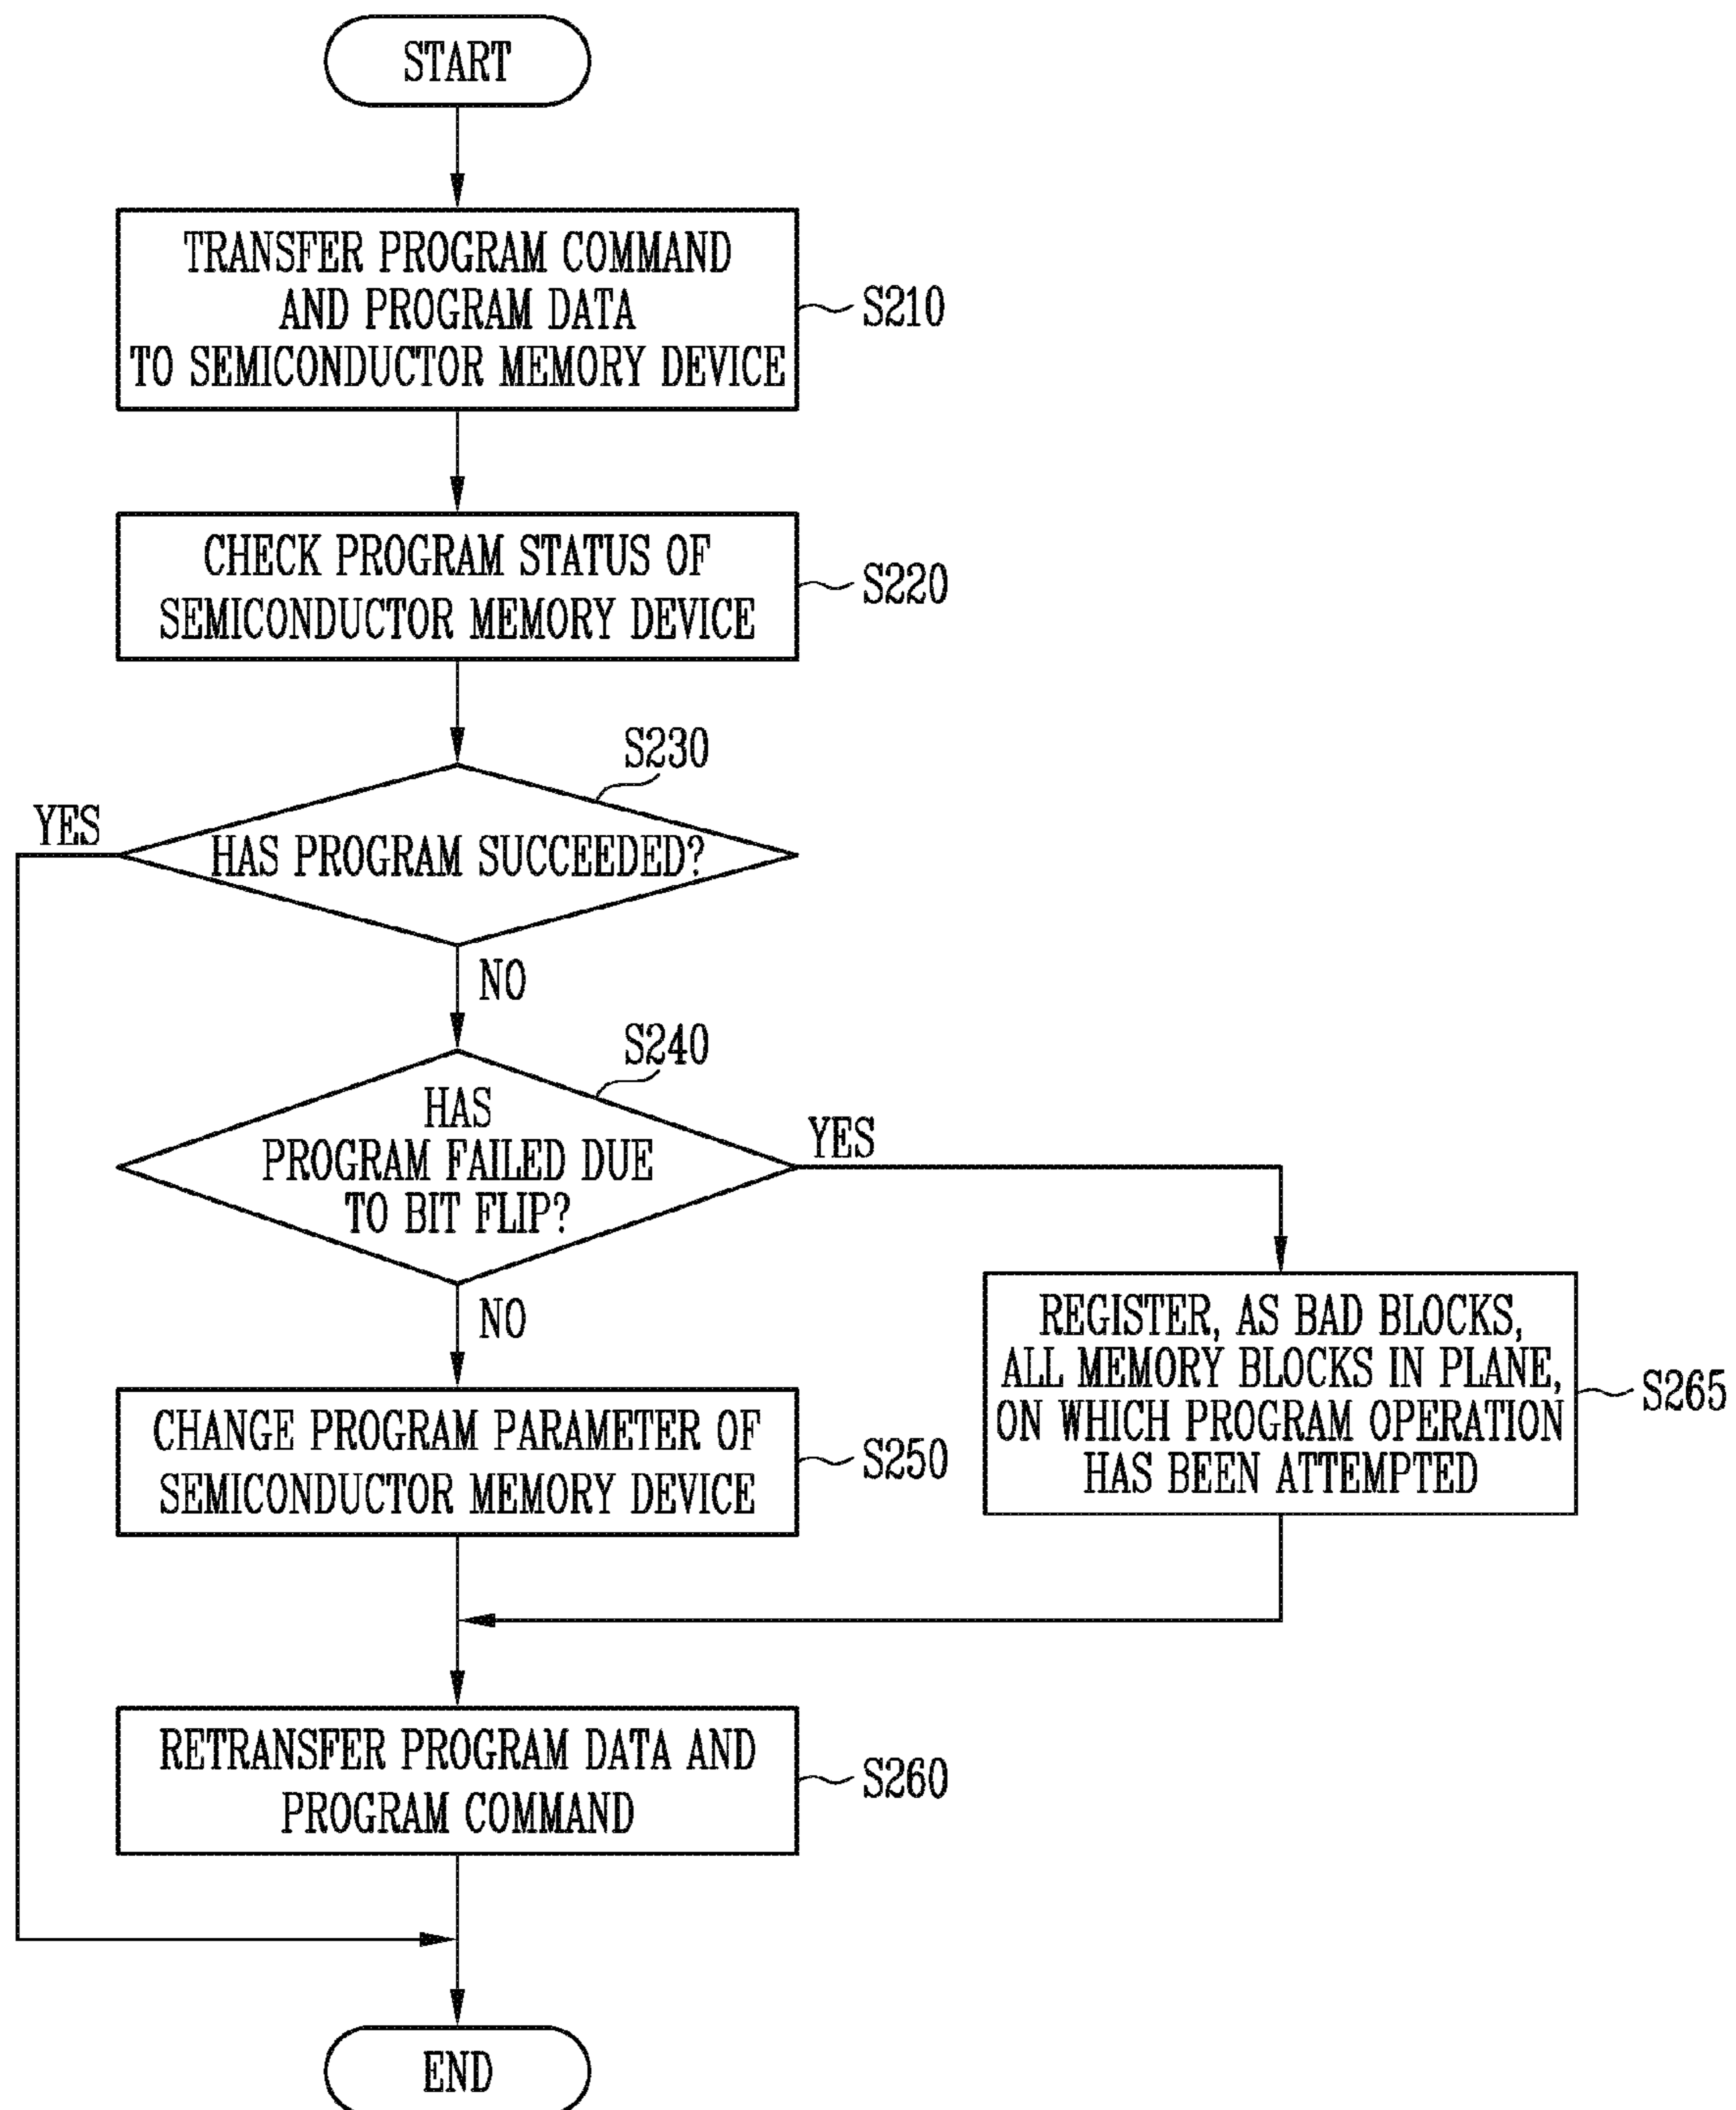 START
TRANSFER PROGRAM COMMAND
AND PROGRAM DATA
TO SEMICONDUCTOR MEMORY DEVICE
S210
CHECK PROGRAM STATUS OF
SEMICONDUCTOR MEMORY DEVICE
S220
S230
YES
HAS PROGRAM SUCCEEDED?
NO
S240
HAS
PROGRAM FAILED DUE
TO BIT FLIP?
YES
NO
REGISTER, AS BAD BLOCKS,
ALL MEMORY BLOCKS IN PLANE,
ON WHICH PROGRAM OPERATION
HAS BEEN ATTEMPTED
S265
CHANGE PROGRAM PARAMETER OF
SEMICONDUCTOR MEMORY DEVICE
S250
RETRANSFER PROGRAM DATA AND
PROGRAM COMMAND
S260
END